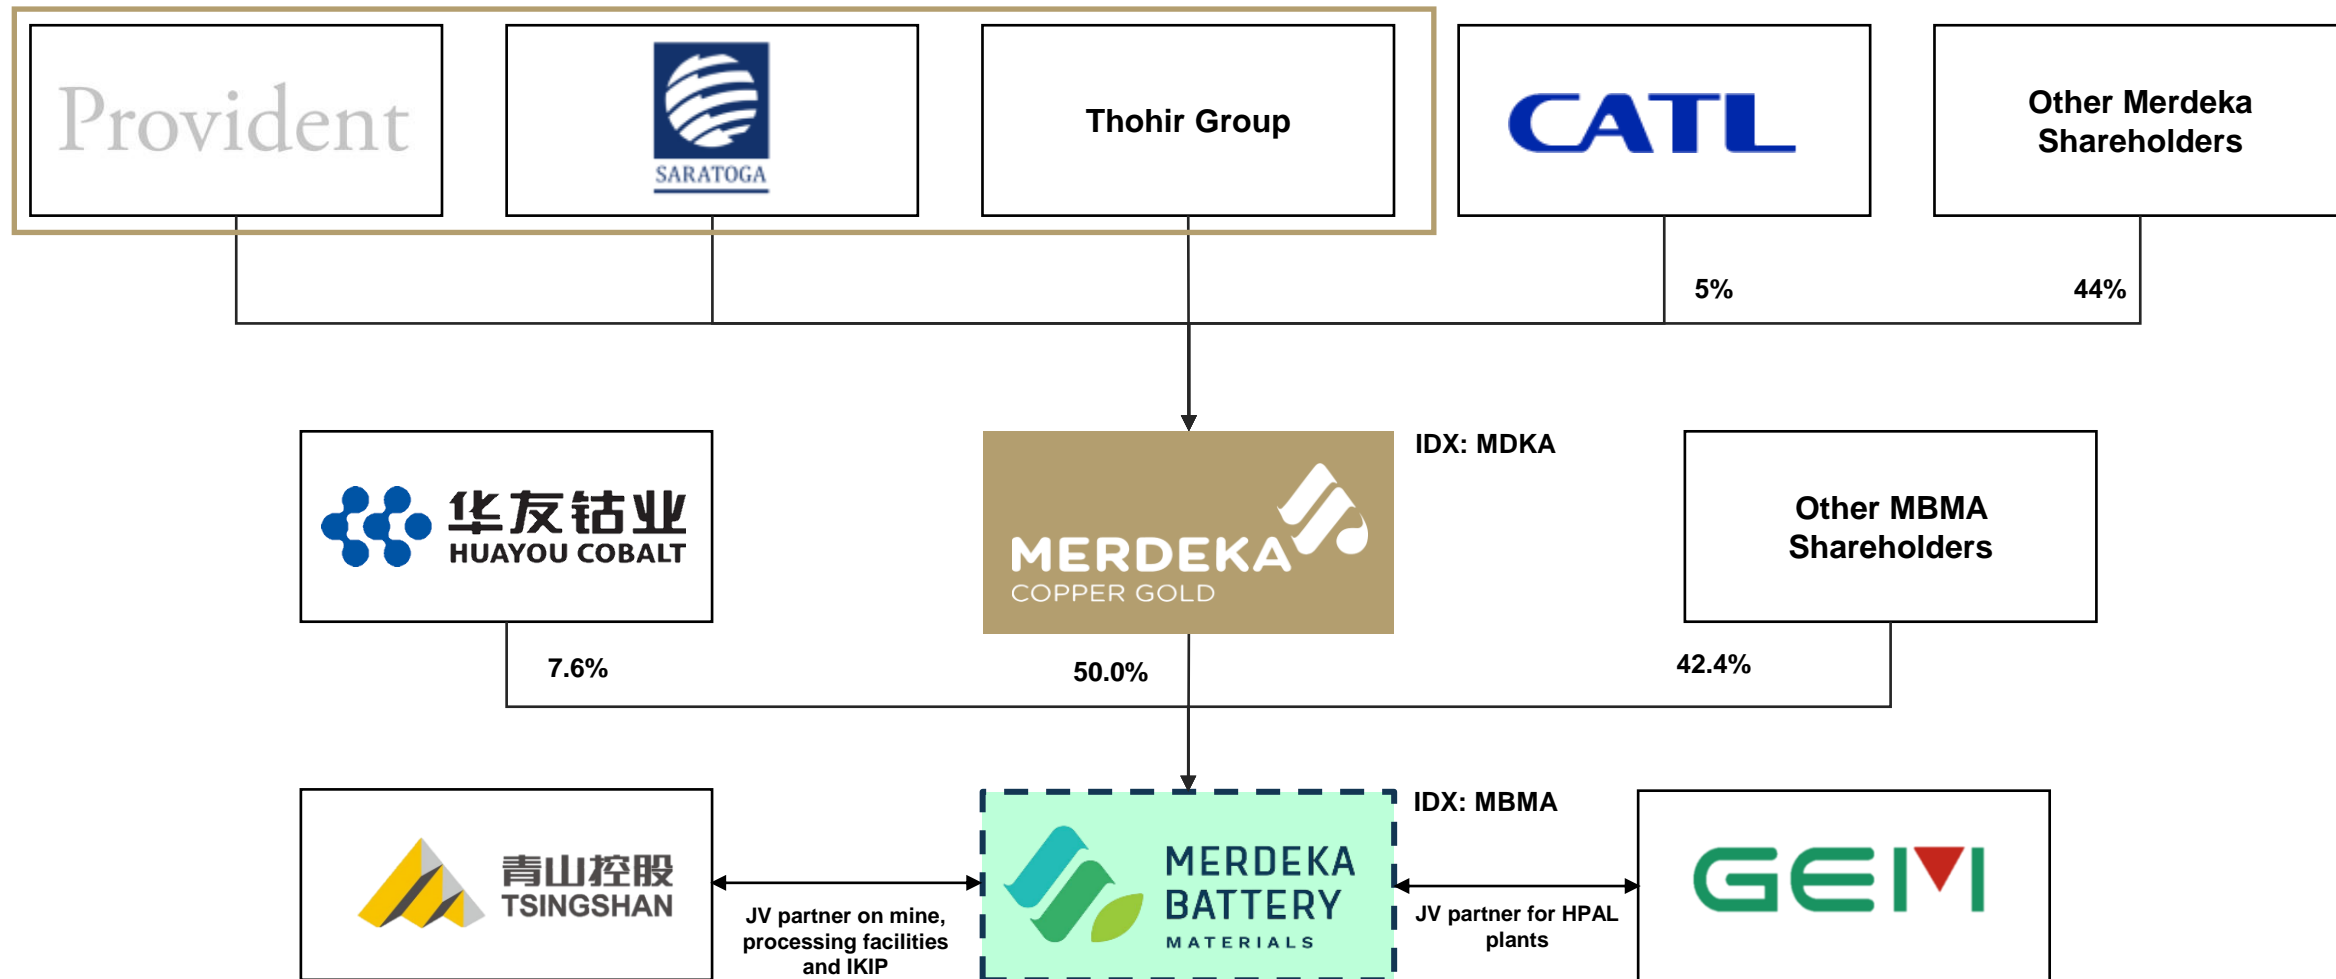 Provident
SARATOGA
Thohir Group
CATL
Other Merdeka
Shareholders
5%
44%
华友钴业
HUAYOU COBALT
MERDEKA
COPPER GOLD
IDX: MDKA
Other MBMA
Shareholders
7.6%
50.0%
42.4%
青山控股
TSINGSHAN
JV partner on mine,
processing facilities
and IKIP
MERDEKA
BATTERY
MATERIALS
IDX: MBMA
JV partner for HPAL
plants
GEM